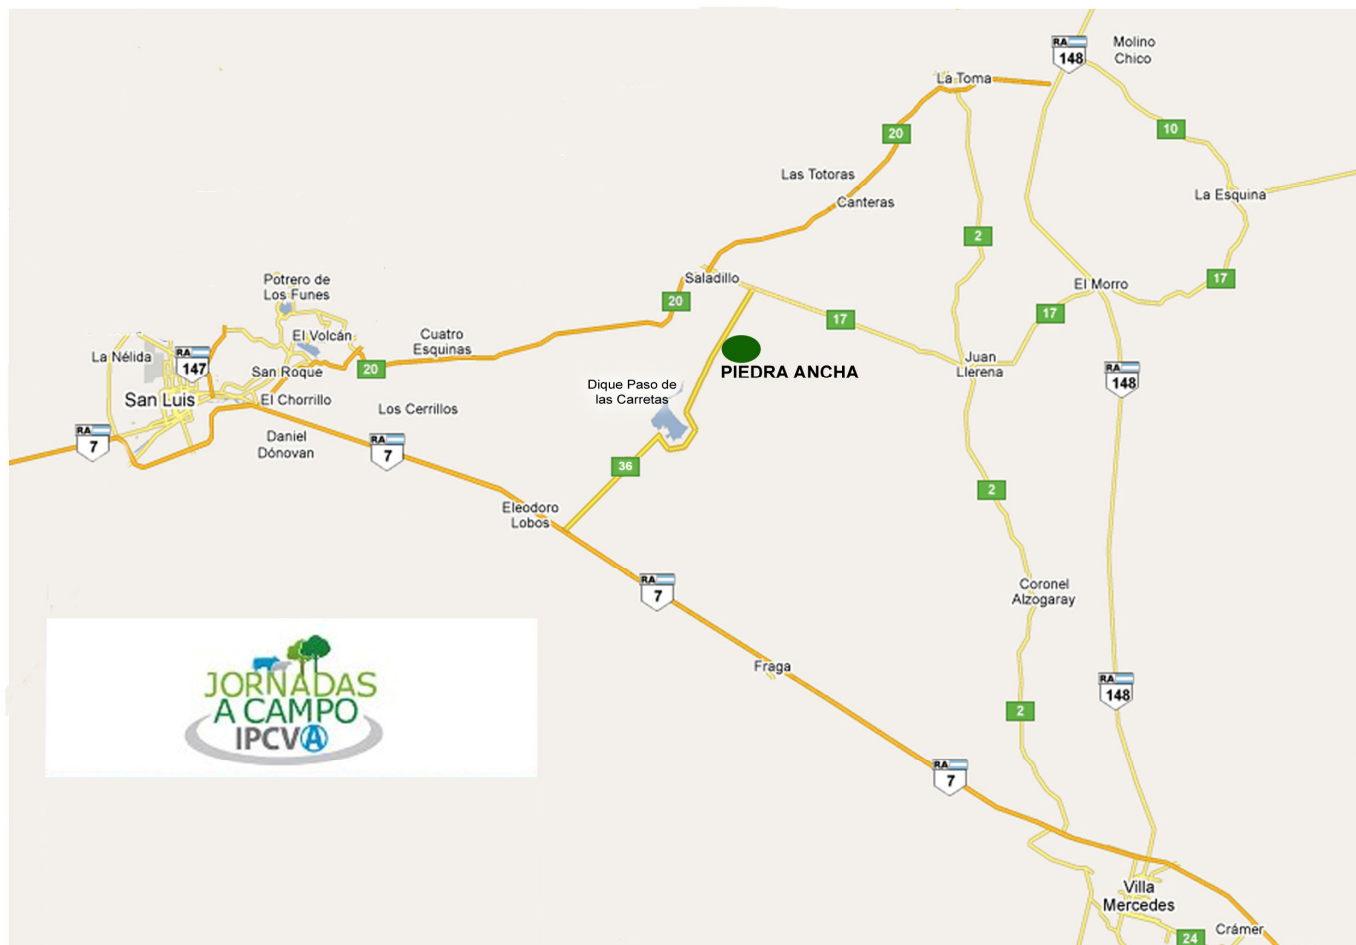 RA
148
Molino
Chico
La Toma
20
10
Las Totoras
Canteras
La Esquina
2
Saladillo
El Morro
17
Potrero de
Los Funes
20
17
17
El Volcán
Cuatro
Esquinas
La Nélida
RA
147
San Roque
20
PIEDRA ANCHA
Juan
Llerena
RA
148
San Luis
El Chorrillo
Los Cerrillos
Dique Paso de
las Carretas
RA
7
Daniel
Dónovan
RA
7
36
2
Eleodoro
Lobos
RA
7
Coronel
Alzogaray
Fraga
RA
148
2
JORNADAS
A CAMPO
IPCVA
RA
7
Villa
Mercedes
24
Crámer